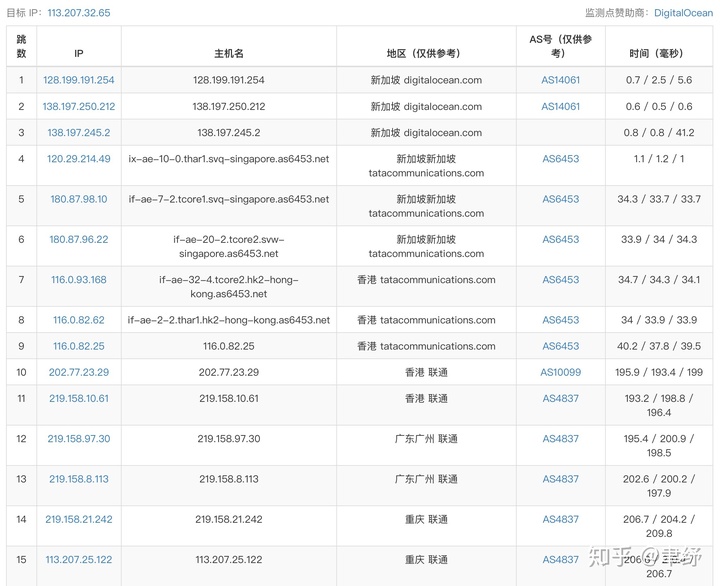 目标 IP: 113.207.32.65 监测点赞助商: DigitalOcean
跳数 IP 主机名 地区（仅供参考） AS号（仅供参考） 时间（毫秒）
1 128.199.191.254 128.199.191.254 新加坡 digitalocean.com AS14061 0.7 / 2.5 / 5.6
2 138.197.250.212 138.197.250.212 新加坡 digitalocean.com AS14061 0.6 / 0.5 / 0.6
3 138.197.245.2 138.197.245.2 新加坡 digitalocean.com 0.8 / 0.8 / 41.2
4 120.29.214.49 ix-ae-10-0.thar1.svq-singapore.as6453.net 新加坡新加坡 tatacommunications.com AS6453 1.1 / 1.2 / 1
5 180.87.98.10 if-ae-7-2.tcore1.svq-singapore.as6453.net 新加坡新加坡 tatacommunications.com AS6453 34.3 / 33.7 / 33.7
6 180.87.96.22 if-ae-20-2.tcore2.svw-singapore.as6453.net 新加坡新加坡 tatacommunications.com AS6453 33.9 / 34 / 34.3
7 116.0.93.168 if-ae-32-4.tcore2.hk2-hong-kong.as6453.net 香港 tatacommunications.com AS6453 34.7 / 34.3 / 34.1
8 116.0.82.62 if-ae-2-2.thar1.hk2-hong-kong.as6453.net 香港 tatacommunications.com AS6453 34 / 33.9 / 33.9
9 116.0.82.25 116.0.82.25 香港 tatacommunications.com AS6453 40.2 / 37.8 / 39.5
10 202.77.23.29 202.77.23.29 香港 联通 AS10099 195.9 / 193.4 / 199
11 219.158.10.61 219.158.10.61 香港 联通 AS4837 193.2 / 198.8 / 196.4
12 219.158.97.30 219.158.97.30 广东广州 联通 AS4837 195.4 / 200.9 / 198.5
13 219.158.8.113 219.158.8.113 广东广州 联通 AS4837 202.6 / 200.2 / 197.9
14 219.158.21.242 219.158.21.242 重庆 联通 AS4837 206.7 / 204.2 / 209.8
15 113.207.25.122 113.207.25.122 重庆 联通 AS4837 206.7
知乎 @聿纾